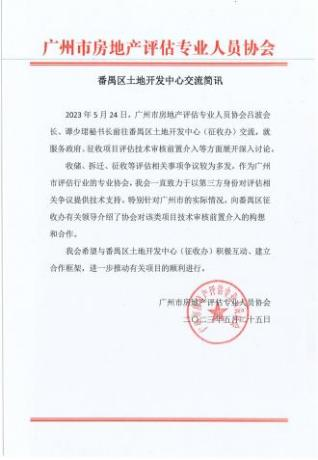 广州市房地产评估专业人员协会
番禺区土地开发中心交流简讯
2023年5月24日，广州市房地产评估专业人员协会吕波会
长、谭少珺秘书长前往番禺区土地开发中心（征收办）交流，就
服务政府、征收项目评估技术审核前置介入等方面展开深入讨论。
收储、拆迁、征收等评估相关事项争议较为多发，作为广州
市评估行业的专业协会，我会一直致力于以第三方身份对评估相
关争议提供技术支持。特别针对广州市的实际情况，向番禺区征
收办有关领导介绍了协会对该类项目技术审核前置介入的构想
和合作。
我会希望与番禺区土地开发中心（征收办）积极互动、建立
合作框架，进一步推动有关项目的顺利进行。
广州市房地产评估专业人员协会
二〇二三年五月二十五日